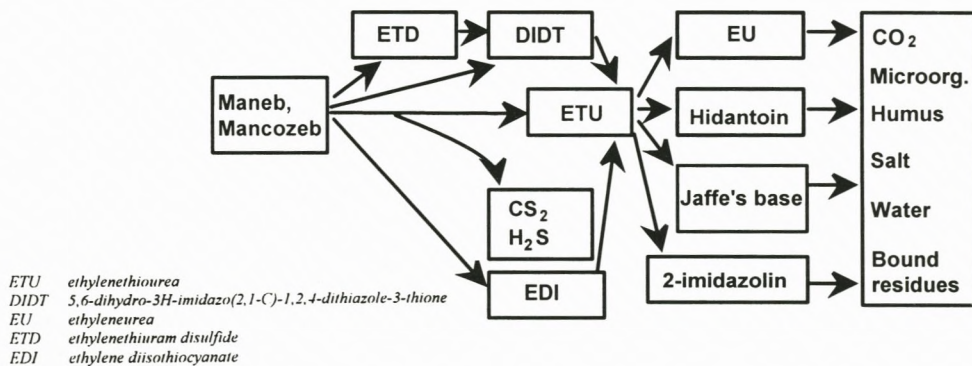 ETD
DIDT
EU
CO2
Maneb,
Mancozeb
ETU
Hidantoin
Microorg.
Humus
Jaffe's base
Salt
Water
CS2
H2S
EDI
2-imidazolin
Bound
residues
ETU ethylenethiourea
DIDT 5,6-dihydro-3H-imidazo(2,1-C)-1,2,4-dithiazole-3-thione
EU ethyleneurea
ETD ethylenethiuram disulfide
EDI ethylene diisothiocyanate